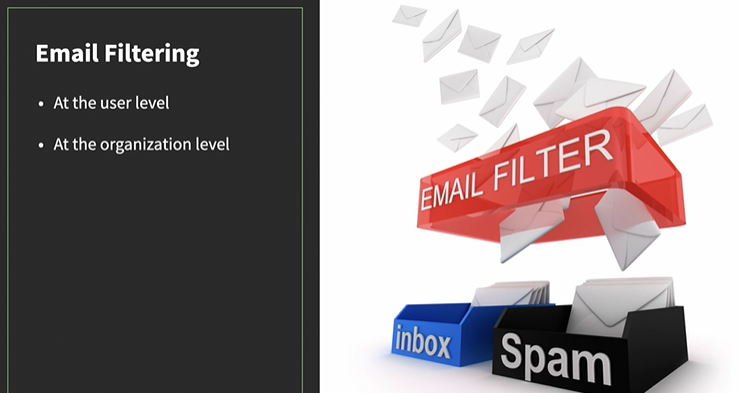 Email Filtering
• At the user level
• At the organization level
EMAIL FILTER
inbox
Spam